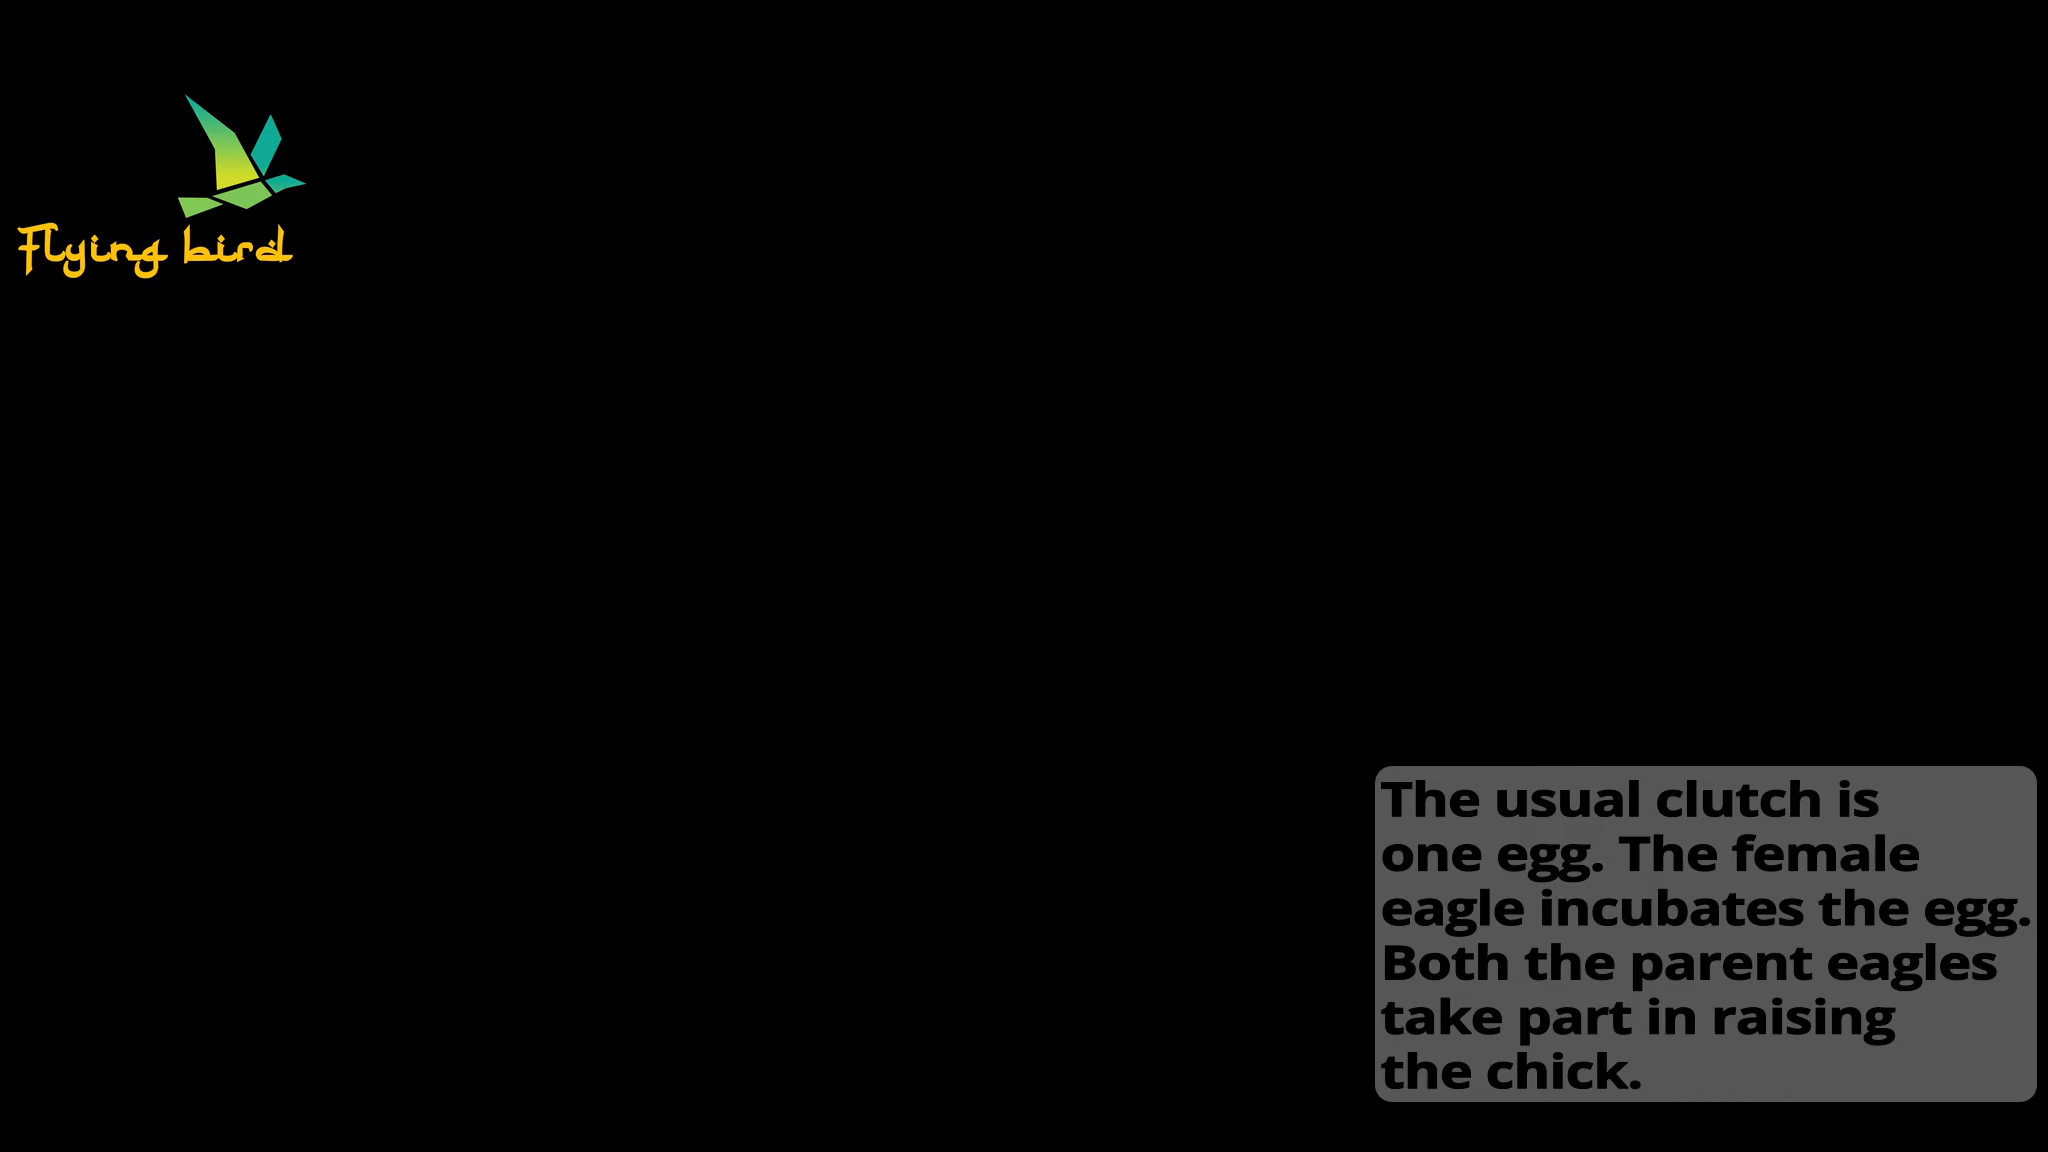 Flying bird
The usual clutch is
one egg. The female
eagle incubates the egg.
Both the parent eagles
take part in raising
the chick.